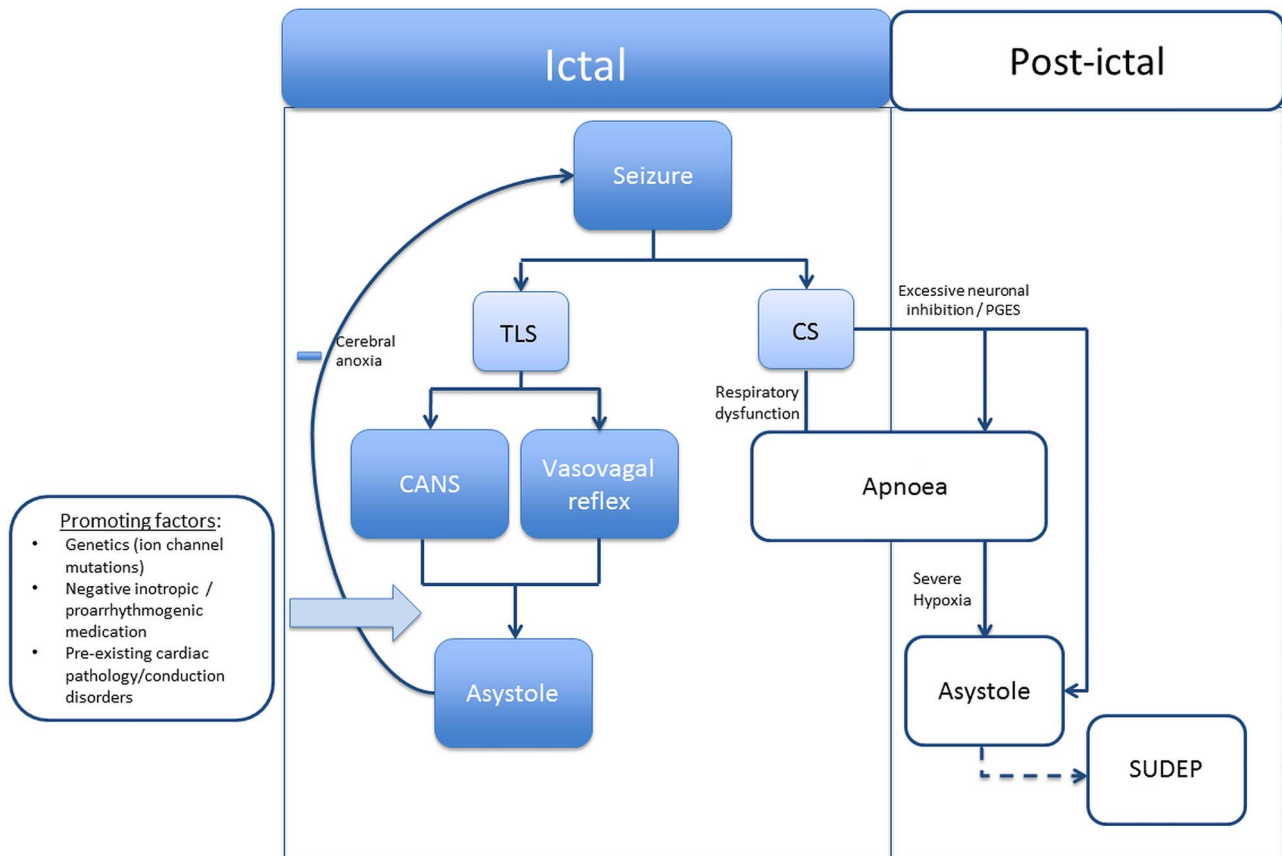 Ictal
Post-ictal
Seizure
TLS
CS
Excessive neuronal
inhibition / PGES
Cerebral
anoxia
Respiratory
dysfunction
CANS
Vasovagal
reflex
Apnoea
Promoting factors:
• Genetics (ion channel
mutations)
• Negative inotropic /
proarrhythmogenic
medication
• Pre-existing cardiac
pathology/conduction
disorders
Severe
Hypoxia
Asystole
Asystole
SUDEP